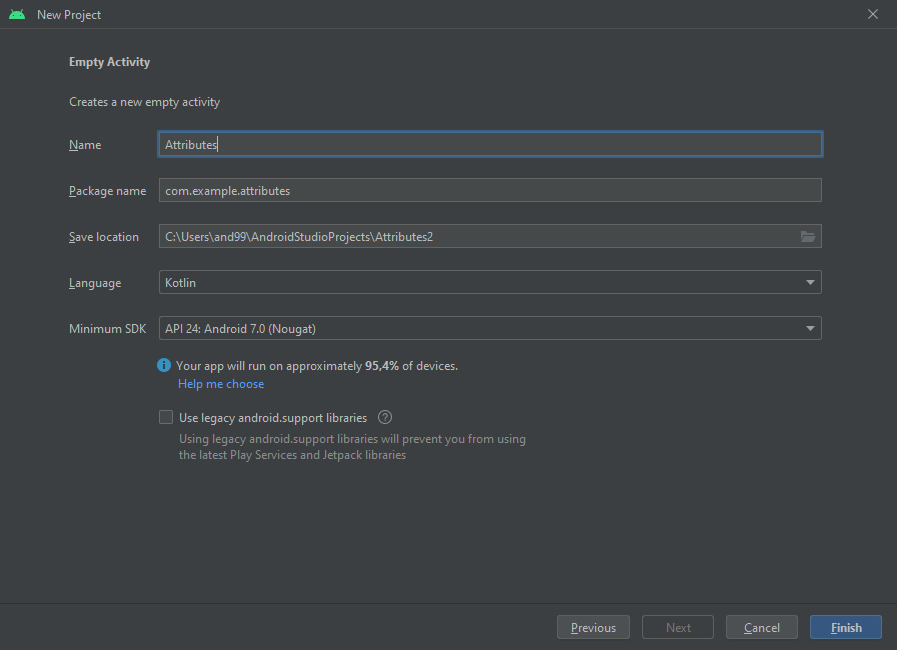 New Project
Empty Activity
Creates a new empty activity
Name Attributes
Package name com.example.attributes
Save location C:\Users\and99\AndroidStudioProjects\Attributes2
Language Kotlin
Minimum SDK API 24: Android 7.0 (Nougat)
Your app will run on approximately 95,4% of devices.
Help me choose
Use legacy android.support libraries ?
Using legacy android.support libraries will prevent you from using
the latest Play Services and Jetpack libraries
Previous Next Cancel Finish